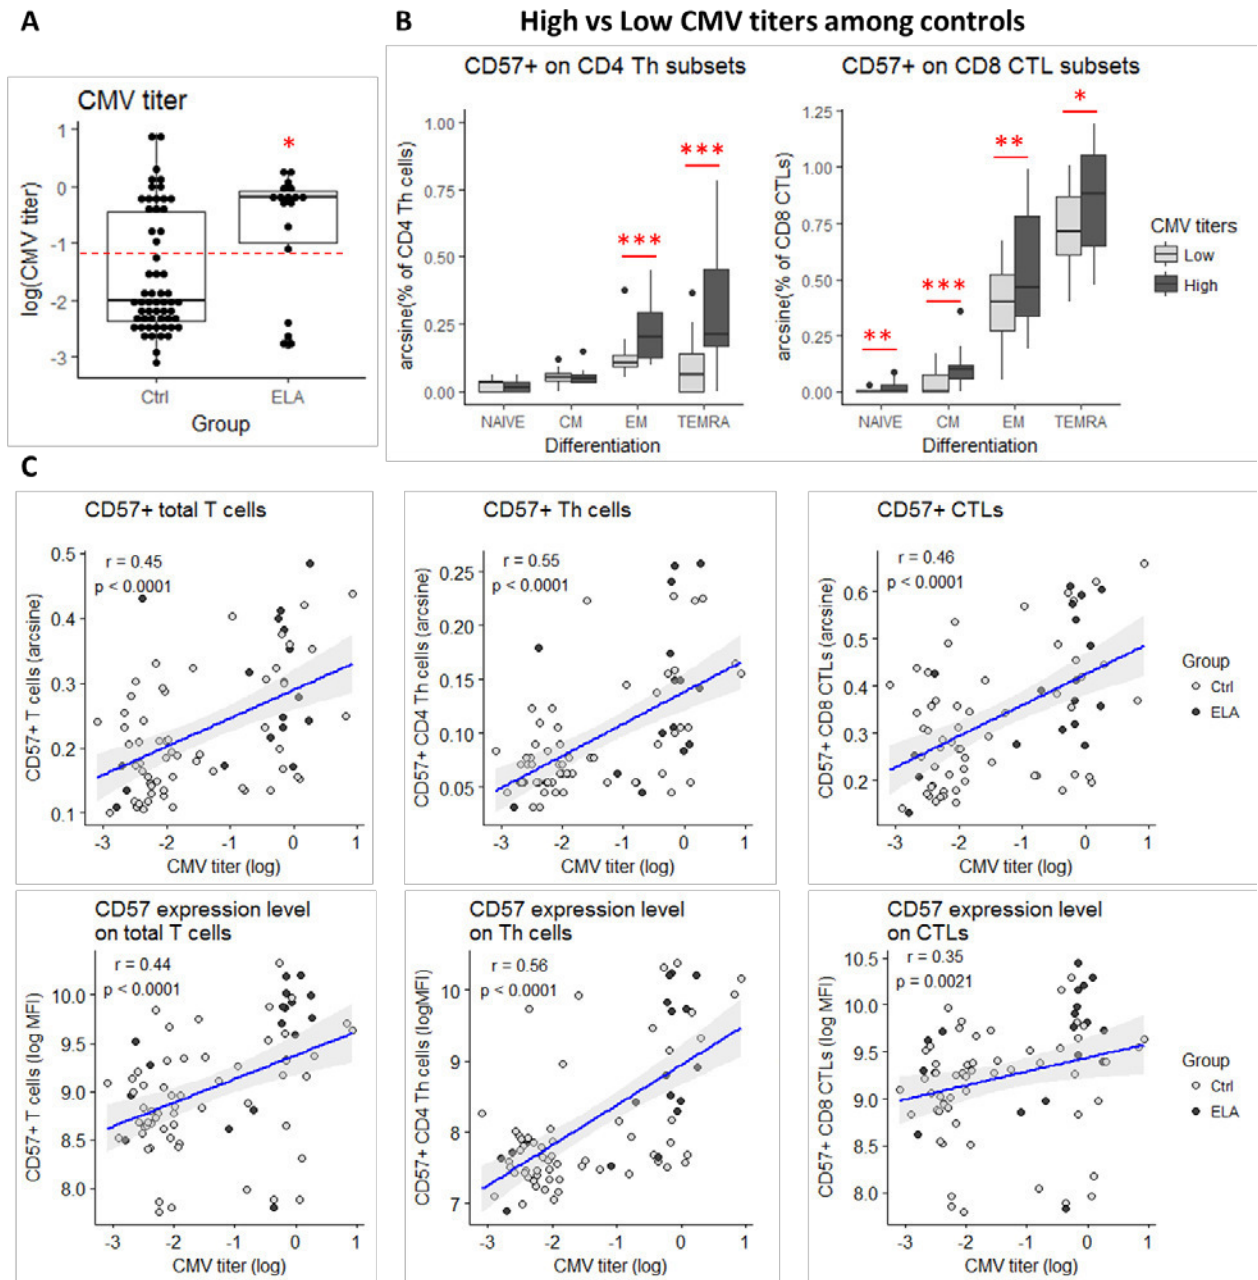 A
B
High vs Low CMV titers among controls
CMV titer
*
log(CMV titer)
1
0
-1
-2
-3
Ctrl
ELA
Group
CD57+ on CD4 Th subsets
arcsine(% of CD4 Th cells)
1.00
0.75
0.50
0.25
0.00
***
***
NAIVE
CM
EM
TEMRA
Differentiation
CD57+ on CD8 CTL subsets
arcsine(% of CD8 CTLs)
1.25
1.00
0.75
0.50
0.25
0.00
**
***
**
*
NAIVE
CM
EM
TEMRA
Differentiation
CMV titers
Low
High
C
CD57+ total T cells
r = 0.45
p < 0.0001
CD57+ T cells (arcsine)
0.5
0.4
0.3
0.2
0.1
-3
-2
-1
0
1
CMV titer (log)
CD57+ Th cells
r = 0.55
p < 0.0001
CD57+ CD4 Th cells (arcsine)
0.25
0.20
0.15
0.10
0.05
-3
-2
-1
0
1
CMV titer (log)
CD57+ CTLs
r = 0.46
p < 0.0001
CD57+ CD8 CTLs (arcsine)
0.6
0.5
0.4
0.3
0.2
-3
-2
-1
0
1
CMV titer (log)
Group
Ctrl
ELA
CD57 expression level
on total T cells
r = 0.44
p < 0.0001
CD57+ T cells (log MFI)
10.0
9.5
9.0
8.5
8.0
-3
-2
-1
0
1
CMV titer (log)
CD57 expression level
on Th cells
r = 0.56
p < 0.0001
CD57+ CD4 Th cells (logMFI)
10
9
8
7
-3
-2
-1
0
1
CMV titer (log)
CD57 expression level
on CTLs
r = 0.35
p = 0.0021
CD57+ CD8 CTLs (log MFI)
10.5
10.0
9.5
9.0
8.5
8.0
-3
-2
-1
0
1
CMV titer (log)
Group
Ctrl
ELA